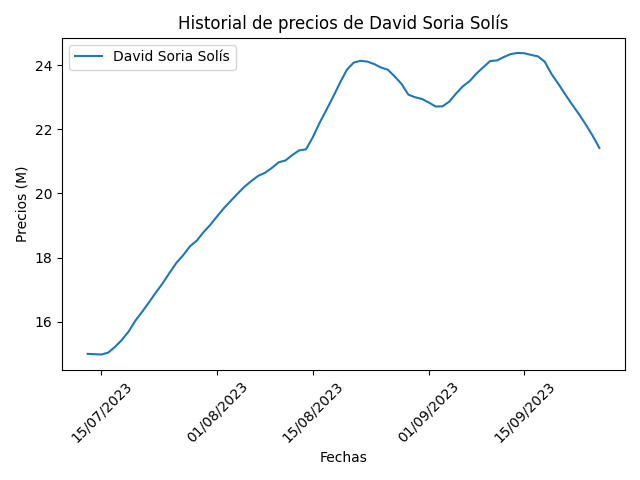 Historial de precios de David Soria Solís
David Soria Solís
Precios (M)
24
22
20
18
16
15/07/2023
01/08/2023
15/08/2023
01/09/2023
15/09/2023
Fechas